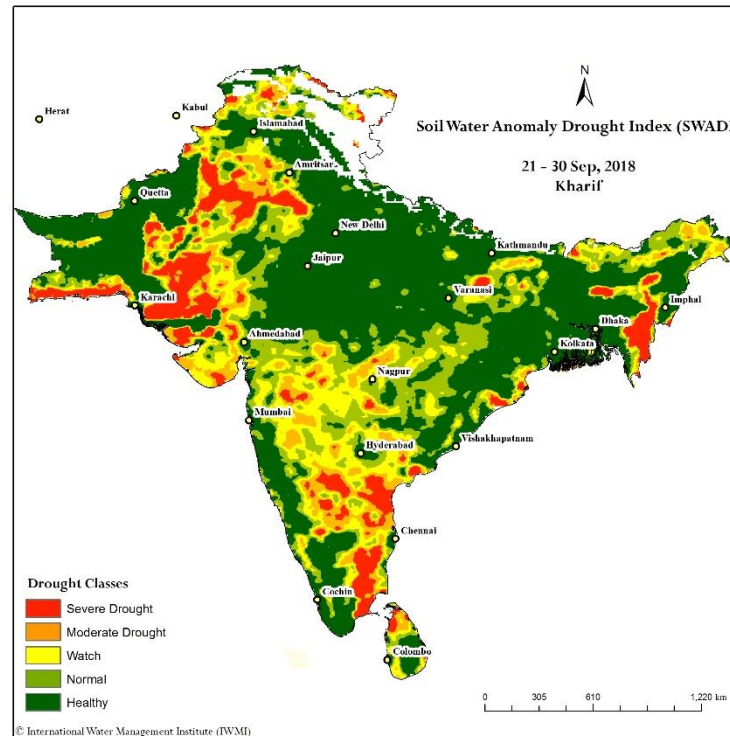 N
Soil Water Anomaly Drought Index (SWADI
21 - 30 Sep, 2018
Kharif
Herat
Kabul
Islamabad
Amritsar
Quetta
New Delhi
Kathmandu
Jaipur
Varanasi
Imphal
Karachi
Dhaka
Ahmedabad
Kolkata
Nagpur
Mumbai
Hyderabad
Vishakhapatnam
Chennai
Cochin
Colombo
Drought Classes
Severe Drought
Moderate Drought
Watch
Normal
Healthy
0 305 610 1,220 km
© International Water Management Institute (IWMI)